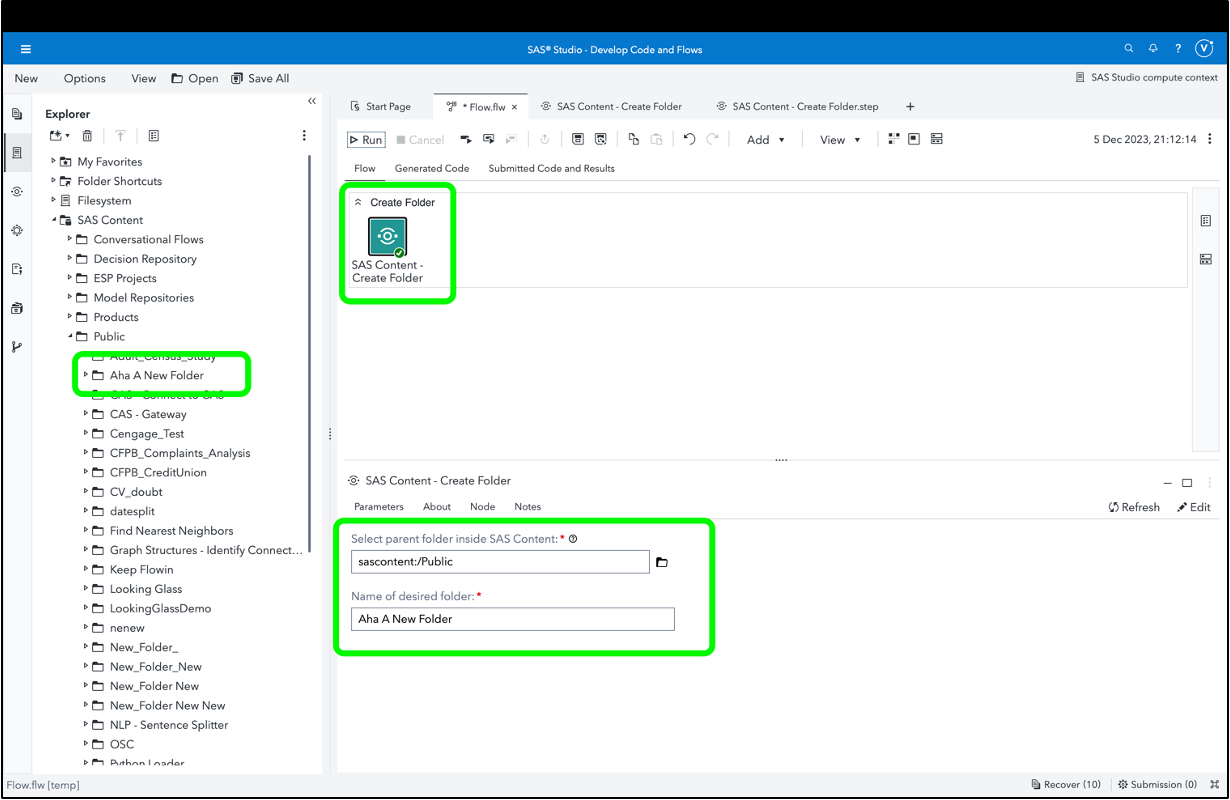 SAS® Studio - Develop Code and Flows
?
V
New
Options
View
Open
Save All
SAS Studio compute context
Explorer
My Favorites
Folder Shortcuts
Filesystem
SAS Content
Conversational Flows
Decision Repository
ESP Projects
Model Repositories
Products
Public
Adult_Census_Study
Aha A New Folder
CAS - Connect to CAS
CAS - Gateway
Cengage_Test
CFPB_Complaints_Analysis
CFPB_CreditUnion
CV_doubt
datesplit
Find Nearest Neighbors
Graph Structures - Identify Connect...
Keep Flowin
Looking Glass
LookingGlassDemo
nenew
New_Folder_
New_Folder_New
New_Folder New
New_Folder New New
NLP - Sentence Splitter
OSC
Python Loader
Start Page
* Flow.flw
SAS Content - Create Folder
SAS Content - Create Folder.step
Run
Cancel
Add
View
5 Dec 2023, 21:12:14
Flow
Generated Code
Submitted Code and Results
Create Folder
SAS Content -
Create Folder
SAS Content - Create Folder
Parameters
About
Node
Notes
Refresh
Edit
Select parent folder inside SAS Content:*
sascontent:/Public
Name of desired folder:*
Aha A New Folder
Flow.flw [temp]
Recover (10)
Submission (0)